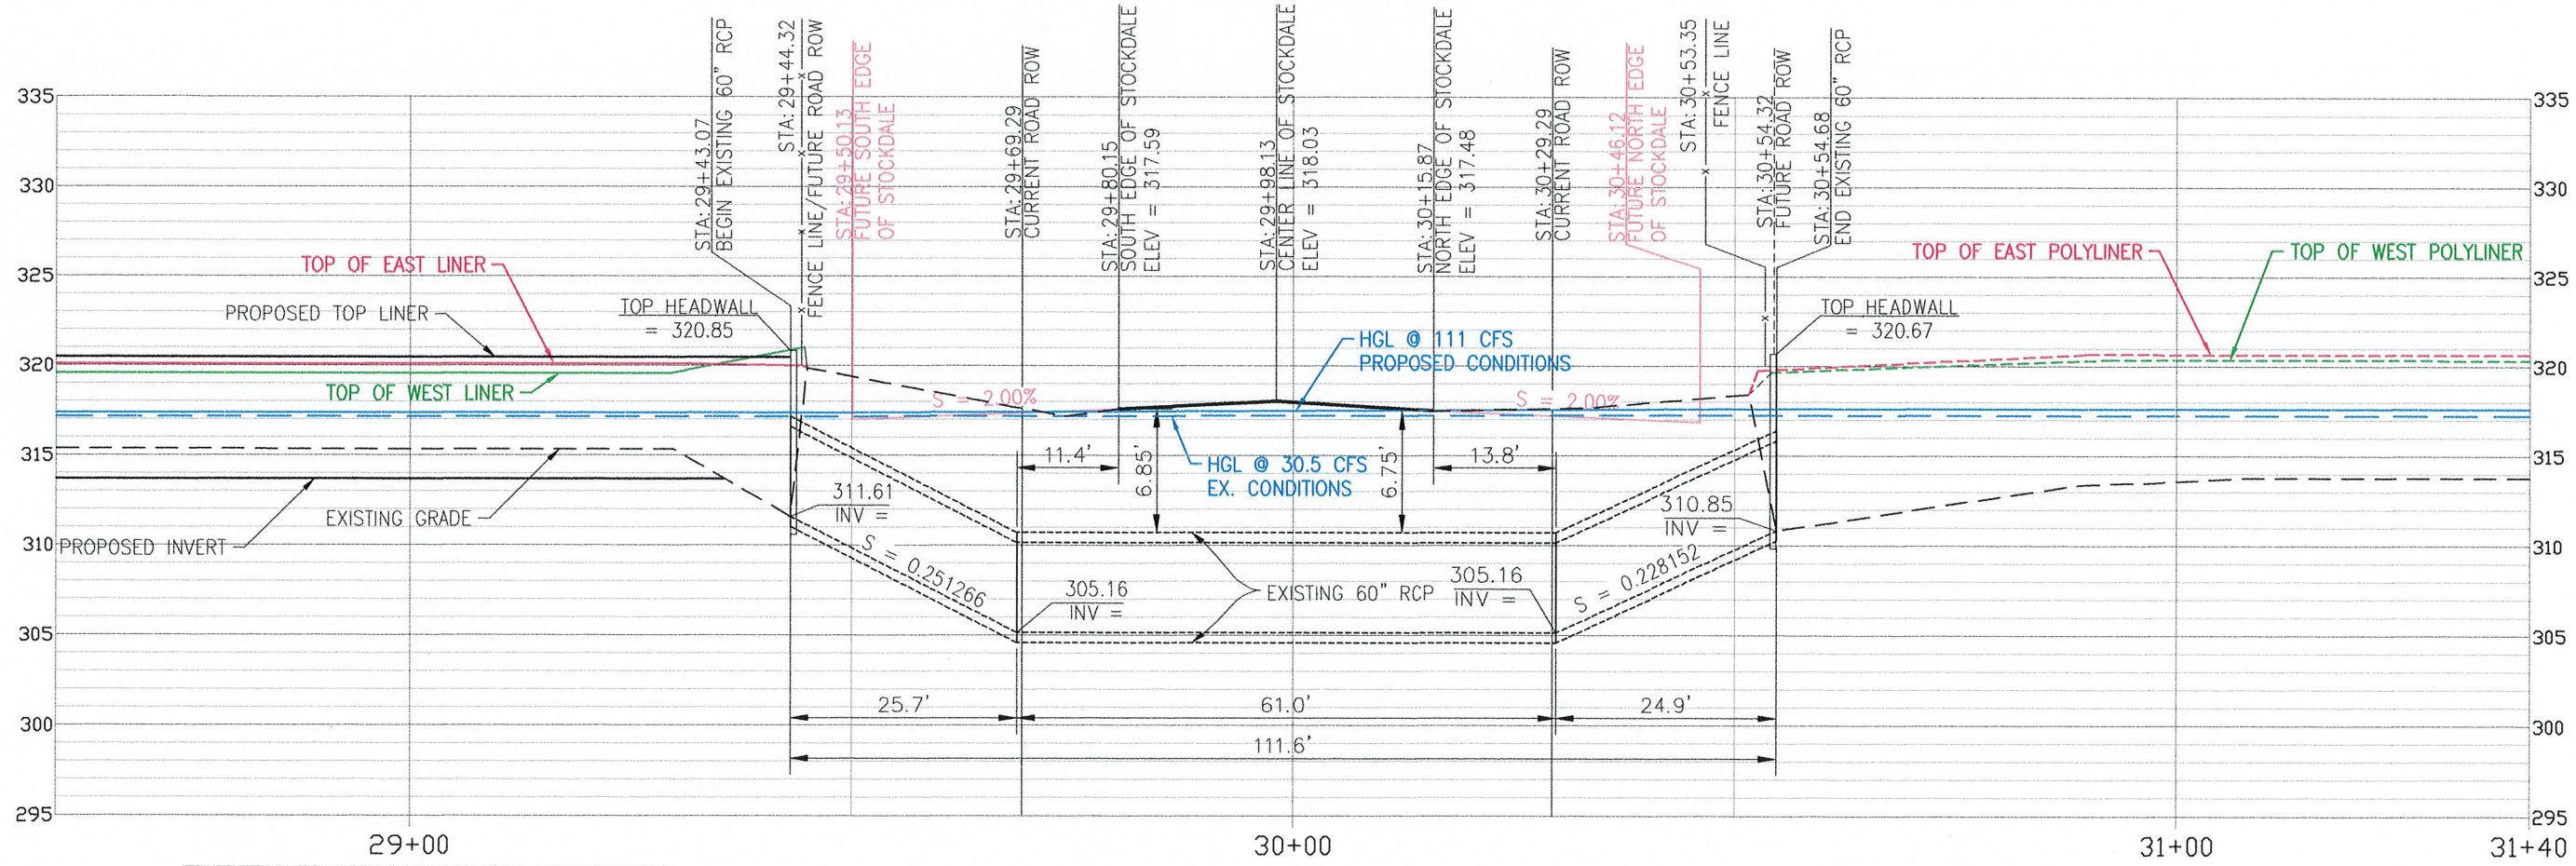 STA:29+43.07
BEGIN EXISTING 60" RCP
STA:29+44.32
FENCE LINE/FUTURE ROAD ROW
STA:29+50.13
FUTURE SOUTH EDGE
OF STOCKDALE
STA:29+69.29
CURRENT ROAD ROW
STA:29+80.15
SOUTH EDGE OF STOCKDALE
ELEV = 317.59
STA:29+98.13
CENTER LINE OF STOCKDALE
ELEV = 318.03
STA:30+15.87
NORTH EDGE OF STOCKDALE
ELEV = 317.48
STA:30+29.29
CURRENT ROAD ROW
STA:30+46.12
FUTURE NORTH EDGE
OF STOCKDALE
STA:30+53.35
FENCE LINE
STA:30+54.32
FUTURE ROAD ROW
STA:30+54.68
END EXISTING 60" RCP
335
335
330
330
325
325
TOP OF EAST LINER
PROPOSED TOP LINER
TOP HEADWALL
= 320.85
TOP OF EAST POLYLINER
TOP OF WEST POLYLINER
TOP HEADWALL
= 320.67
HGL @ 111 CFS
PROPOSED CONDITIONS
320
320
TOP OF WEST LINER
S = 2.00%
S = 2.00%
315
315
11.4'
6.85'
HGL @ 30.5 CFS
EX. CONDITIONS
6.75'
13.8'
311.61
INV =
310.85
INV =
EXISTING GRADE
PROPOSED INVERT
310
310
S = 0.251266
305.16
INV =
EXISTING 60" RCP
305.16
INV =
S = 0.228152
305
305
25.7'
61.0'
24.9'
300
300
111.6'
295
295
29+00
30+00
31+00
31+40